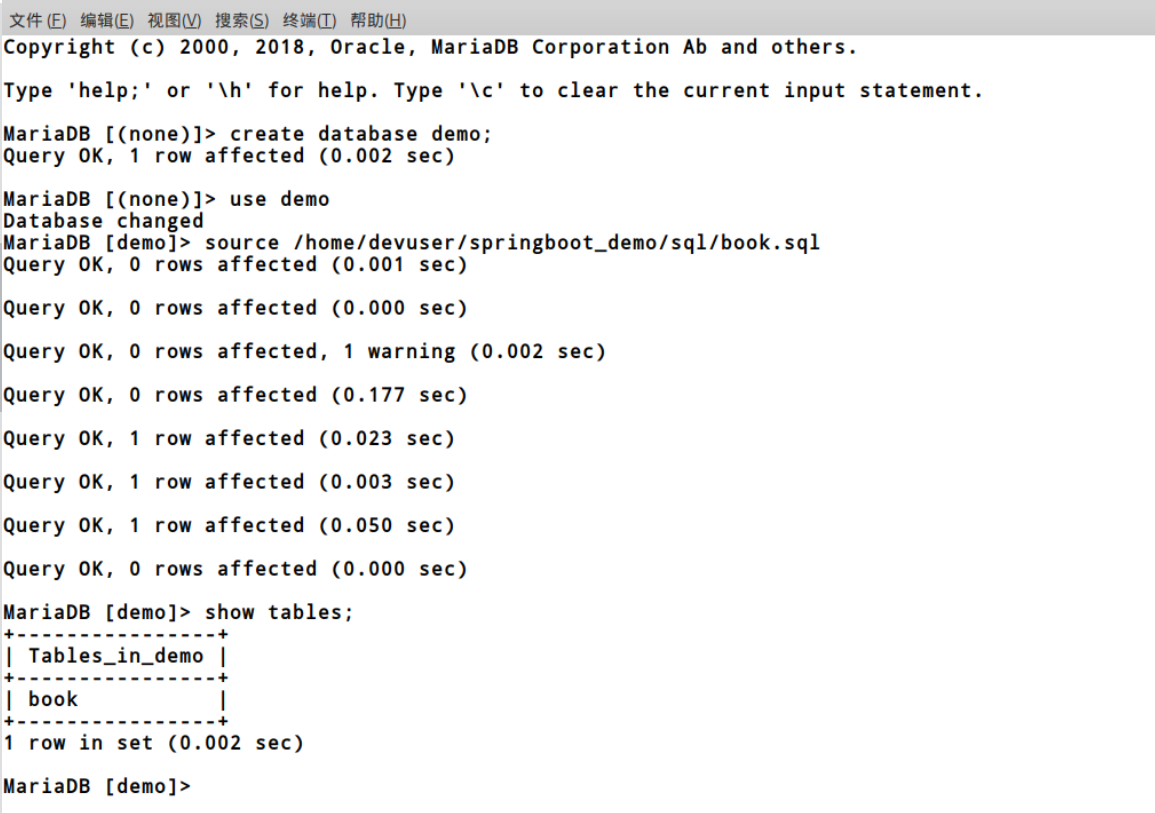 文件(F) 编辑(E) 视图(V) 搜索(S) 终端(T) 帮助(H)
Copyright (c) 2000, 2018, Oracle, MariaDB Corporation Ab and others.
Type 'help;' or '\h' for help. Type '\c' to clear the current input statement.
MariaDB [(none)]> create database demo;
Query OK, 1 row affected (0.002 sec)
MariaDB [(none)]> use demo
Database changed
MariaDB [demo]> source /home/devuser/springboot_demo/sql/book.sql
Query OK, 0 rows affected (0.001 sec)
Query OK, 0 rows affected (0.000 sec)
Query OK, 0 rows affected, 1 warning (0.002 sec)
Query OK, 0 rows affected (0.177 sec)
Query OK, 1 row affected (0.023 sec)
Query OK, 1 row affected (0.003 sec)
Query OK, 1 row affected (0.050 sec)
Query OK, 0 rows affected (0.000 sec)
MariaDB [demo]> show tables;
+----------------+
| Tables_in_demo |
+----------------+
| book           |
+----------------+
1 row in set (0.002 sec)
MariaDB [demo]>